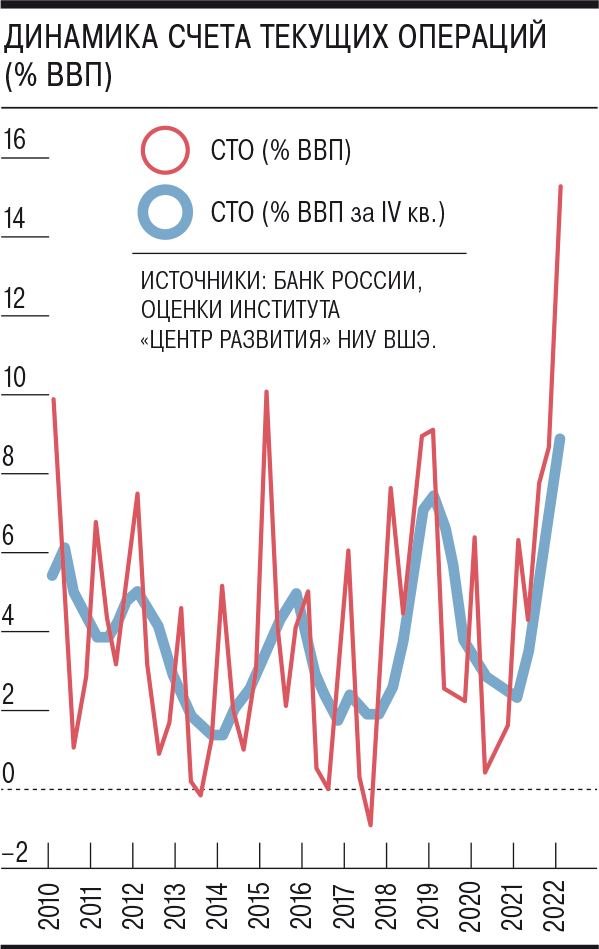 ДИНАМИКА СЧЕТА ТЕКУЩИХ ОПЕРАЦИЙ
(% ВВП)
16
СТО (% ВВП)
14
СТО (% ВВП за IV кв.)
ИСТОЧНИКИ: БАНК РОССИИ,
12
ОЦЕНКИ ИНСТИТУТА
«ЦЕНТР РАЗВИТИЯ» НИУ ВШЭ.
10
8
6
4
2
0
–2
2010 2011 2012 2013 2014 2015 2016 2017 2018 2019 2020 2021 2022